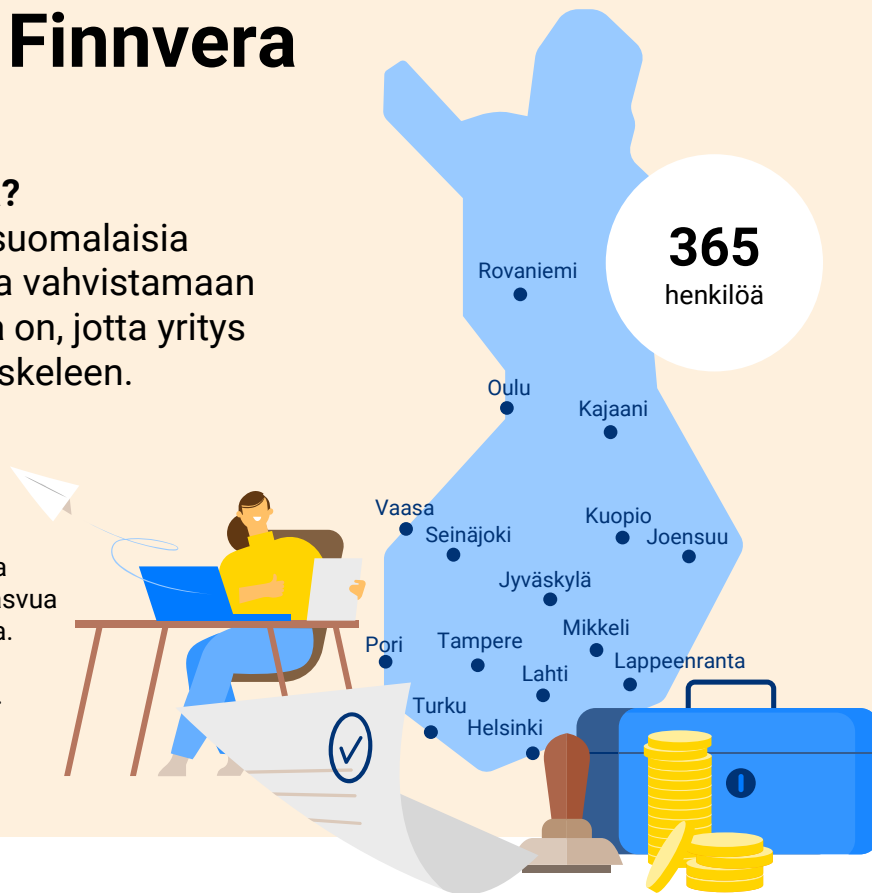 Finnvera
?
suomalaisia
a vahvistamaan
a on, jotta yritys
skeleen.
365
henkilöä
Rovaniemi
Oulu
Kajaani
Vaasa
Seinäjoki
Kuopio
Joensuu
Jyväskylä
a
asvua
a.
Mikkeli
Pori
Tampere
Lappeenranta
Lahti
Turku
Helsinki